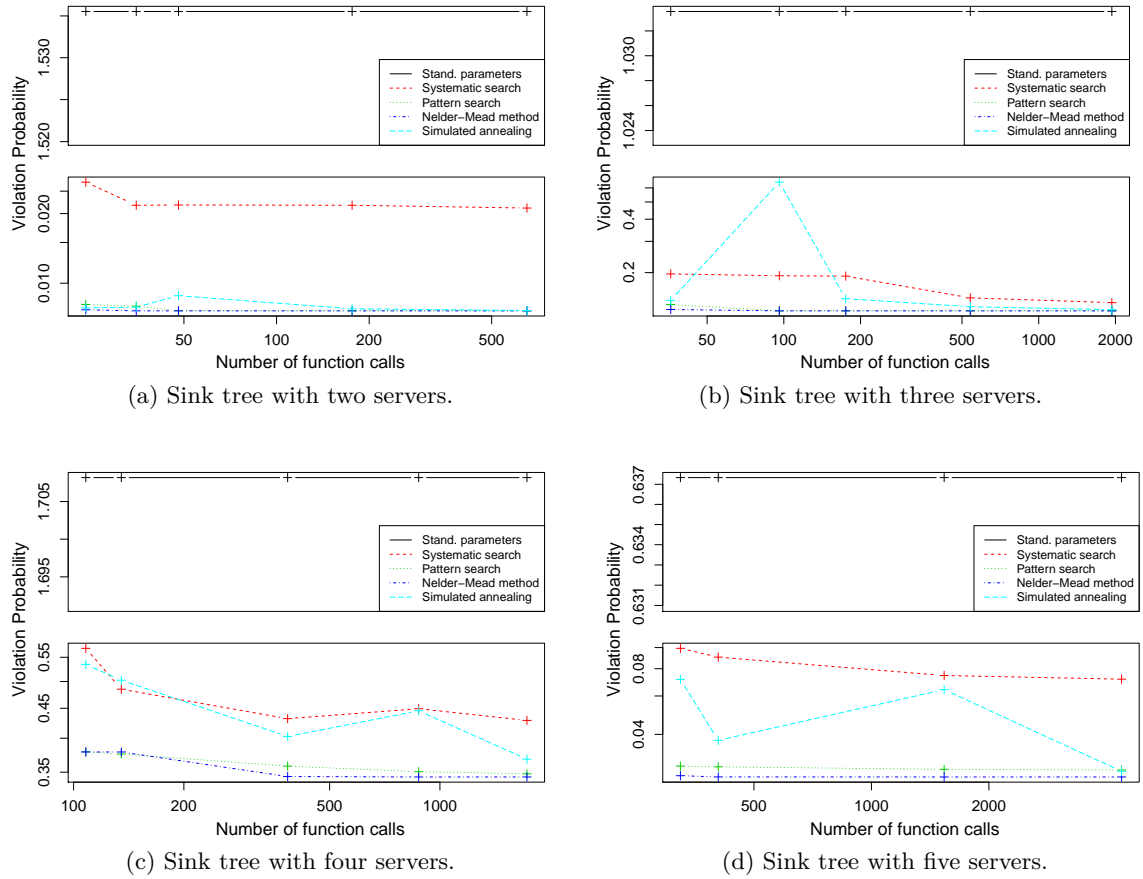 Violation Probability
1.520 1.530
Stand. parameters
Systematic search
Pattern search
Nelder−Mead method
Simulated annealing
0.010 0.020
50 100 200 500
Number of function calls
(a) Sink tree with two servers.
Violation Probability
1.024 1.030
Stand. parameters
Systematic search
Pattern search
Nelder−Mead method
Simulated annealing
0.2 0.4
50 100 200 500 1000 2000
Number of function calls
(b) Sink tree with three servers.
Violation Probability
1.695 1.705
Stand. parameters
Systematic search
Pattern search
Nelder−Mead method
Simulated annealing
0.35 0.45 0.55
100 200 500 1000
Number of function calls
(c) Sink tree with four servers.
Violation Probability
0.631 0.634 0.637
Stand. parameters
Systematic search
Pattern search
Nelder−Mead method
Simulated annealing
0.04 0.08
500 1000 2000
Number of function calls
(d) Sink tree with five servers.